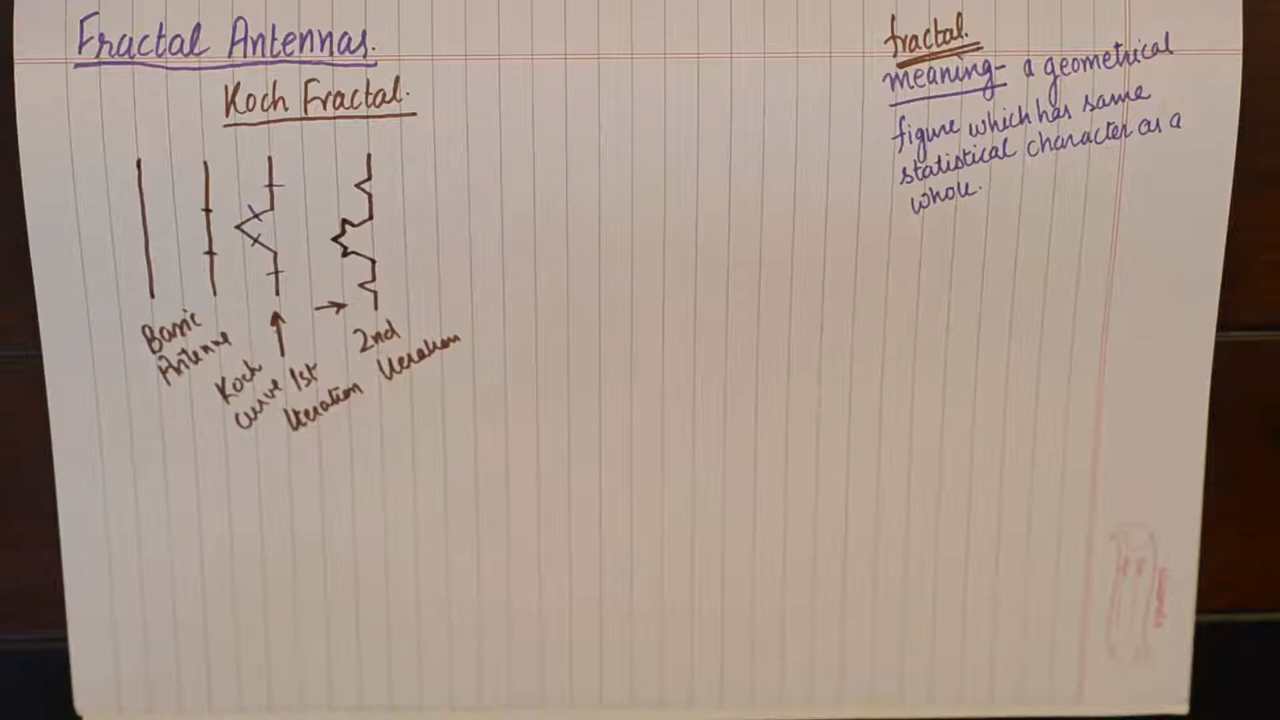 Fractal Antennas.
Koch Fractal.
Basic
Antenna
Koch
curve 1st
Iteration
2nd
Iteration
fractal.
meaning- a geometrical
figure which has same
statistical character as a
whole.